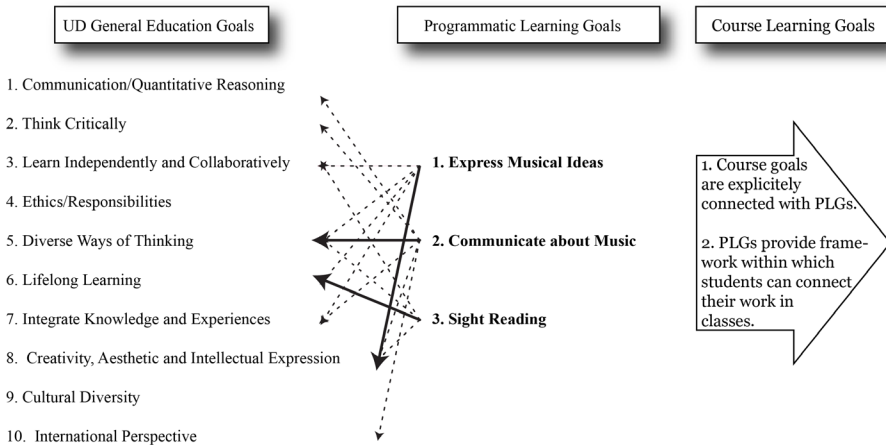 UD General Education Goals
Programmatic Learning Goals
Course Learning Goals
1. Communication/Quantitative Reasoning
2. Think Critically
3. Learn Independently and Collaboratively
4. Ethics/Responsibilities
5. Diverse Ways of Thinking
6. Lifelong Learning
7. Integrate Knowledge and Experiences
8. Creativity, Aesthetic and Intellectual Expression
9. Cultural Diversity
10. International Perspective
1. Express Musical Ideas
2. Communicate about Music
3. Sight Reading
1. Course goals
are explicitely
connected with PLGs.
2. PLGs provide frame-
work within which
students can connect
their work in
classes.